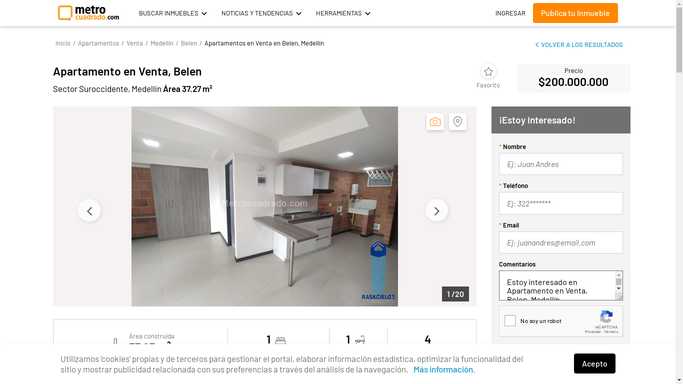 metro
cuadrado.com
BUSCAR INMUEBLES
NOTICIAS Y TENDENCIAS
HERRAMIENTAS
INGRESAR
Publica tu inmueble
Inicio / Apartamentos / Venta / Medellin / Belen / Apartamentos en Venta en Belen, Medellin
VOLVER A LOS RESULTADOS
Apartamento en Venta, Belen
Sector Suroccidente, Medellin Área 37.27 m²
Favorito
Precio
$200.000.000
Metrocuadrado.com
RASKCIELOS
1 / 20
¡Estoy Interesado!
* Nombre
Ej: Juan Andres
* Teléfono
Ej: 322*******
* Email
Ej: juanandres@email.com
Comentarios
Estoy interesado en
Apartamento en Venta,
Belen, Medellin
No soy un robot
reCAPTCHA
Privacidad - Términos
Área construida
1
1
4
Utilizamos 'cookies' propias y de terceros para gestionar el portal, elaborar información estadística, optimizar la funcionalidad del
sitio y mostrar publicidad relacionada con sus preferencias a través del análisis de la navegación. Más información.
Acepto